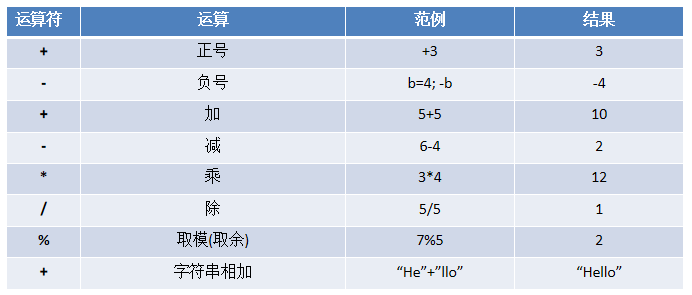 运算符 运算 范例 结果
+ 正号 +3 3
- 负号 b=4; -b -4
+ 加 5+5 10
- 减 6-4 2
* 乘 3*4 12
/ 除 5/5 1
% 取模(取余) 7%5 2
+ 字符串相加 “He”+”llo” “Hello”